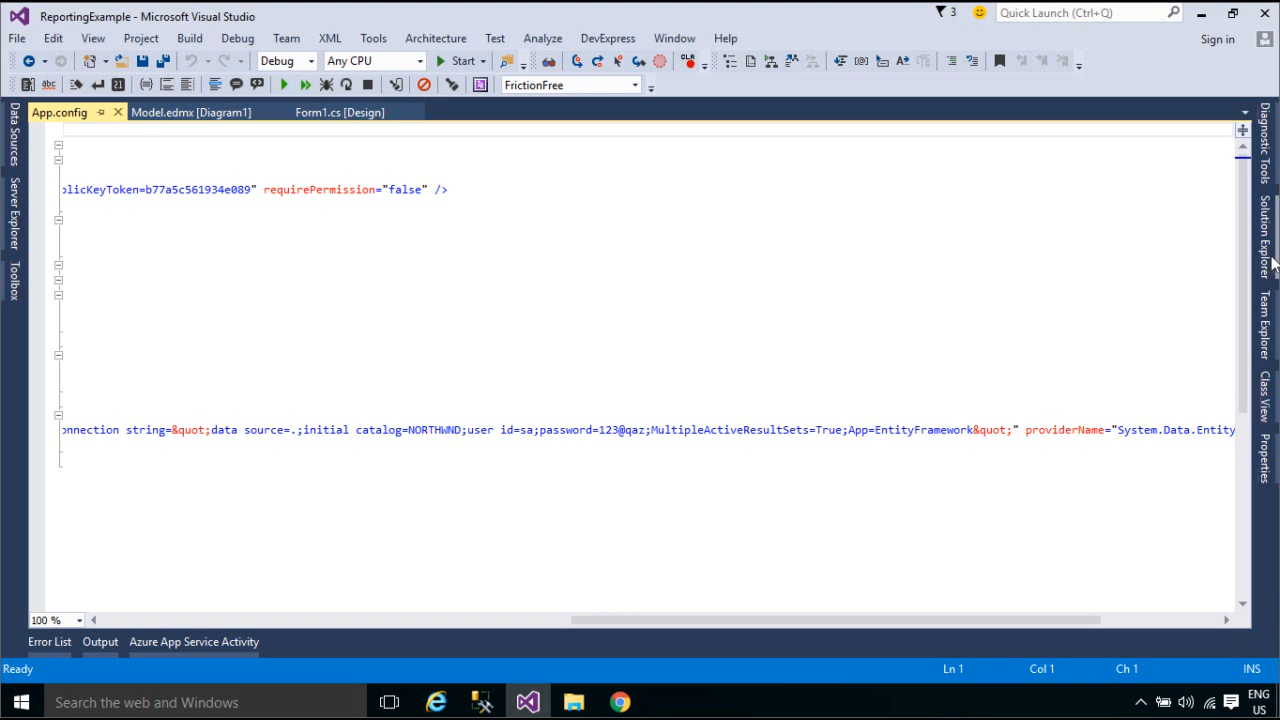 ReportingExample - Microsoft Visual Studio
3
Quick Launch (Ctrl+Q)
File Edit View Project Build Debug Team XML Tools Architecture Test Analyze DevExpress Window Help
Sign in
Debug Any CPU Start
FrictionFree
App.config Model.edmx [Diagram1] Form1.cs [Design]
Data Sources
Server Explorer
Toolbox
Diagnostic Tools
Solution Explorer
Team Explorer
Class View
Properties
blicKeyToken=b77a5c561934e089" requirePermission="false" />
onnection string=&quot;data source=.;initial catalog=NORTHWND;user id=sa;password=123@qaz;MultipleActiveResultSets=True;App=EntityFramework&quot;" providerName="System.Data.Entity
100 %
Error List Output Azure App Service Activity
Ready
Ln 1 Col 1 Ch 1 INS
Search the web and Windows
ENG
US